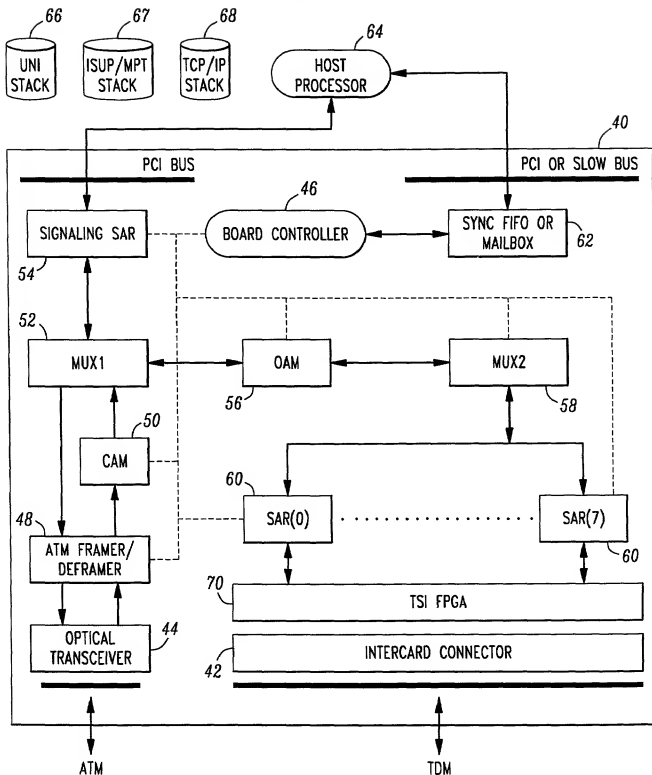 66
67
68
UNI
STACK
ISUP/MPT
STACK
TCP/IP
STACK
64
HOST
PROCESSOR
40
PCI BUS
PCI OR SLOW BUS
46
SIGNALING SAR
BOARD CONTROLLER
SYNC FIFO OR
MAILBOX
54
62
52
MUX1
OAM
MUX2
56
58
50
CAM
60
SAR(0)
SAR(7)
60
48
ATM FRAMER/
DEFRAMER
70
TSI FPGA
44
OPTICAL
TRANSCEIVER
INTERCARD CONNECTOR
42
ATM
TDM